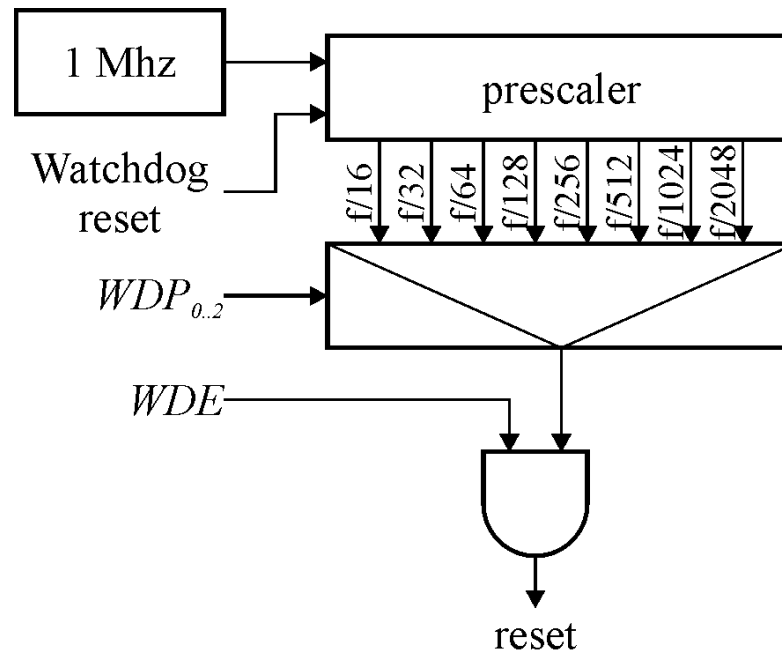 1 Mhz
prescaler
Watchdog
reset
f/16
f/32
f/64
f/128
f/256
f/512
f/1024
f/2048
WDP0..2
WDE
reset